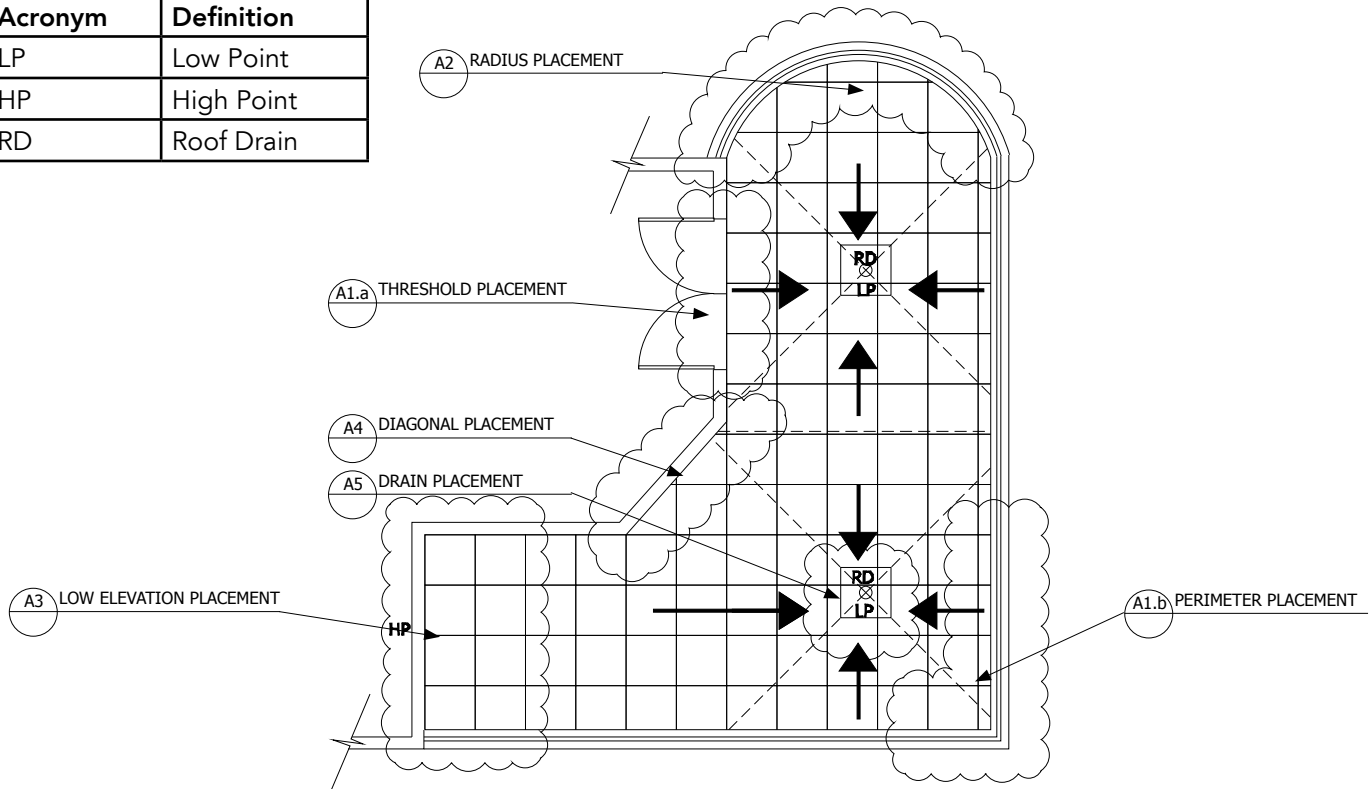 Acronym Definition
LP Low Point
HP High Point
RD Roof Drain
A2 RADIUS PLACEMENT
RD
LP
A1.a THRESHOLD PLACEMENT
A4 DIAGONAL PLACEMENT
A5 DRAIN PLACEMENT
RD
LP
A3 LOW ELEVATION PLACEMENT
HP
A1.b PERIMETER PLACEMENT